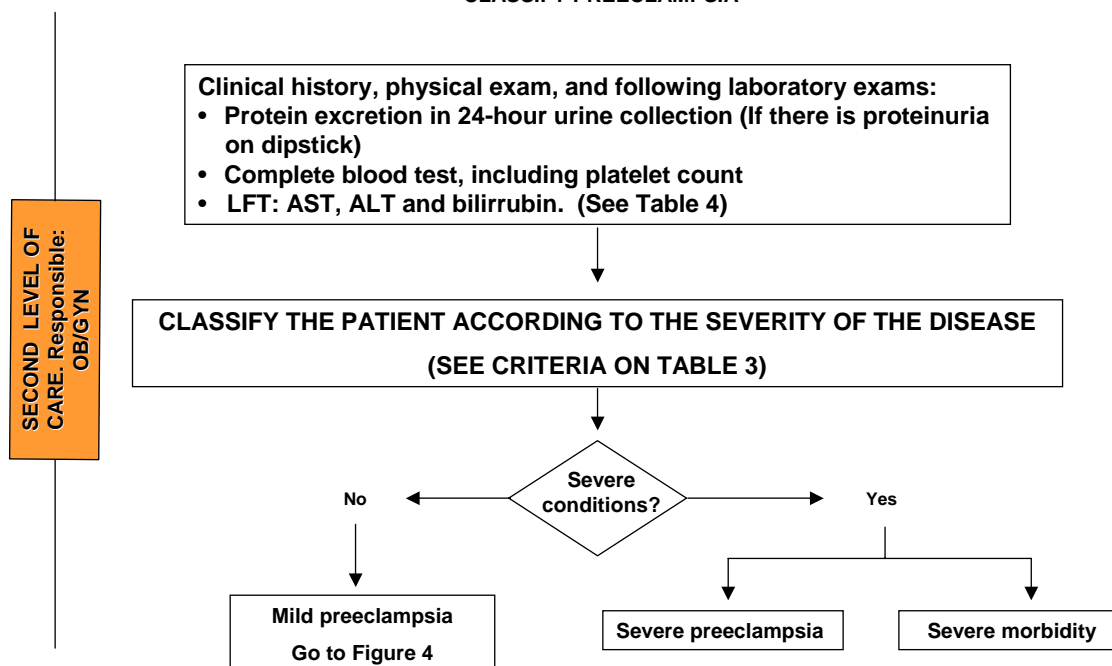 CLASSIFY PREECLAMPSIA
Clinical history, physical exam, and following laboratory exams:
• Protein excretion in 24-hour urine collection (If there is proteinuria
on dipstick)
• Complete blood test, including platelet count
• LFT: AST, ALT and bilirrubin. (See Table 4)
SECOND LEVEL OF
CARE. Responsible:
OB/GYN
CLASSIFY THE PATIENT ACCORDING TO THE SEVERITY OF THE DISEASE
(SEE CRITERIA ON TABLE 3)
Severe
conditions?
No
Yes
Mild preeclampsia
Go to Figure 4
Severe preeclampsia
Severe morbidity